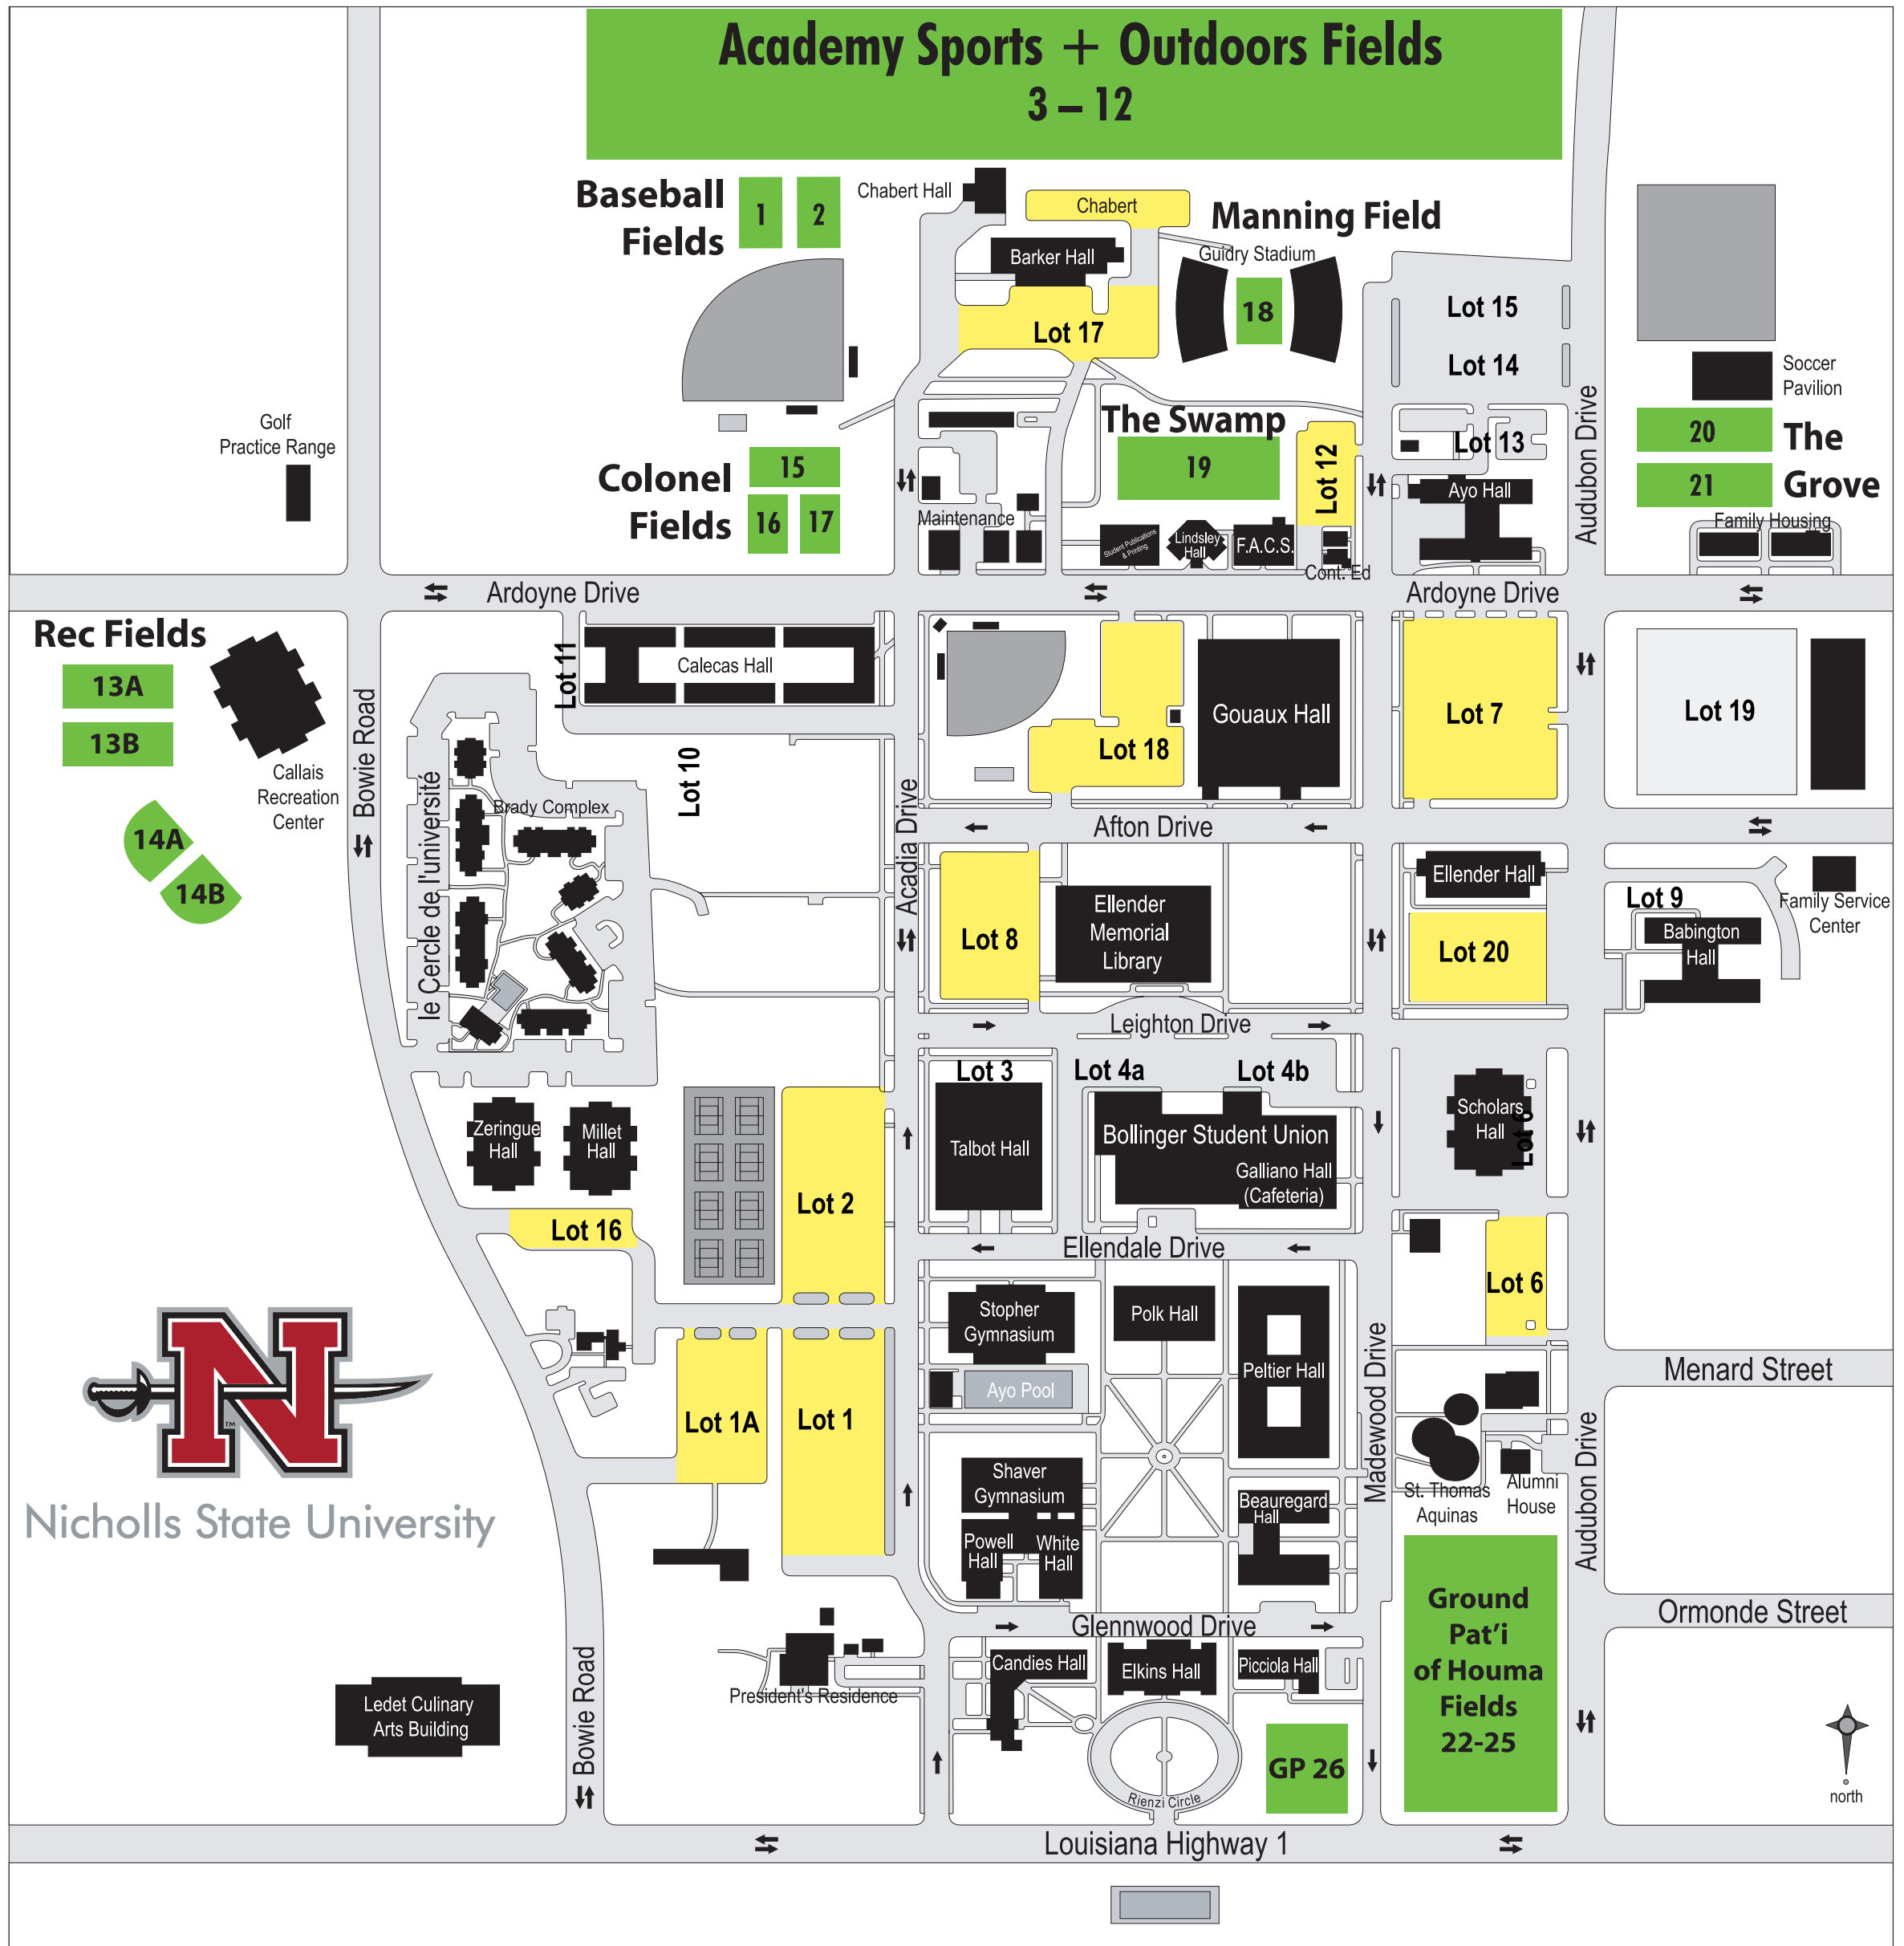 Academy Sports + Outdoors Fields
3 – 12
Baseball
Fields
1
2
Chabert Hall
Chabert
Barker Hall
Manning Field
Guidry Stadium
18
Lot 17
Lot 15
Lot 14
Lot 13
Soccer
Pavilion
20
21
The
Grove
Family Housing
Audubon Drive
Golf
Practice Range
Colonel
Fields
15
16
17
Maintenance
The Swamp
19
Lot 12
Student Publications
& Printing
Lindsley
Hall
F.A.C.S.
Cont. Ed
Ayo Hall
Ardoyne Drive
Ardoyne Drive
Rec Fields
13A
13B
14A
14B
Callais
Recreation
Center
Bowie Road
Lot 11
Calecas Hall
Lot 10
le Cercle de l'université
Brady Complex
Acadia Drive
Lot 18
Gouaux Hall
Lot 7
Lot 19
Afton Drive
Lot 8
Ellender
Memorial
Library
Ellender Hall
Lot 20
Lot 9
Babington
Hall
Family Service
Center
Leighton Drive
Lot 3
Talbot Hall
Lot 4a
Lot 4b
Bollinger Student Union
Galliano Hall
(Cafeteria)
Scholars
Hall
Lot 6
Zeringue
Hall
Millet
Hall
Lot 16
Lot 2
Ellendale Drive
Lot 6
Stopher
Gymnasium
Ayo Pool
Polk Hall
Peltier Hall
Madewood Drive
Menard Street
Lot 1A
Lot 1
N
TM
Nicholls State University
Shaver
Gymnasium
Powell
Hall
White
Hall
Beauregard
Hall
St. Thomas
Aquinas
Alumni
House
Audubon Drive
Ground
Pat'i
of Houma
Fields
22-25
Ormonde Street
Glennwood Drive
Candies Hall
Elkins Hall
Picciola Hall
President's Residence
Ledet Culinary
Arts Building
Bowie Road
Rienzi Circle
GP 26
north
Louisiana Highway 1